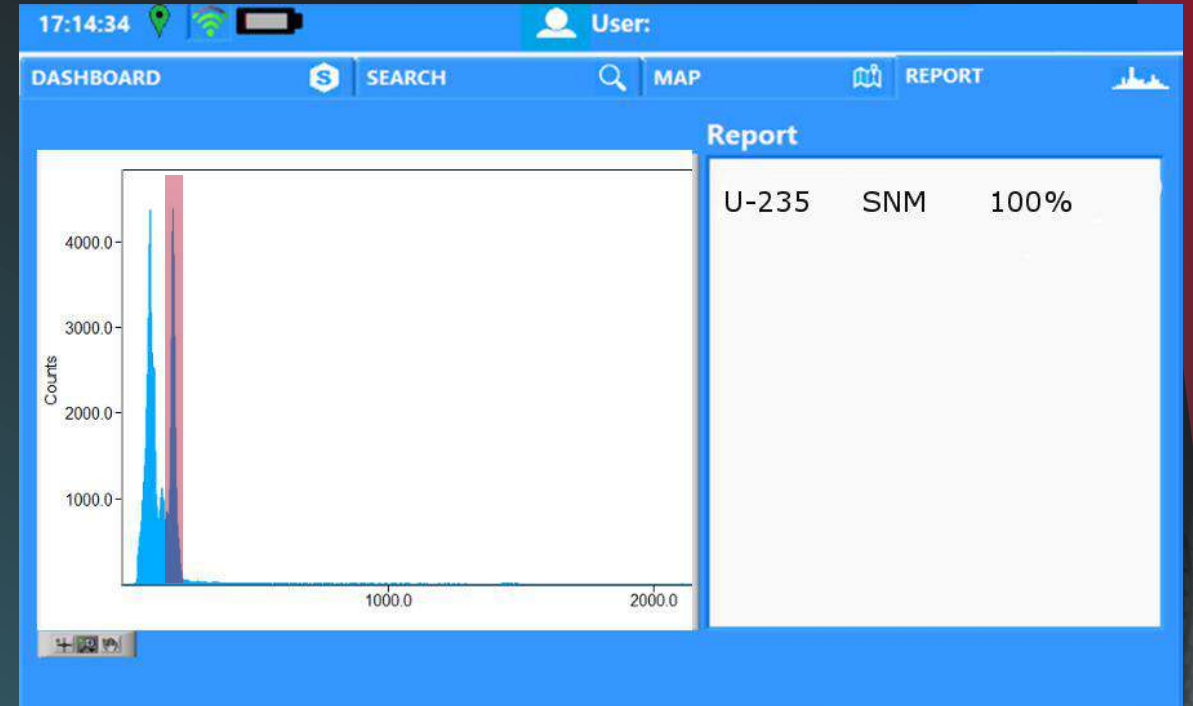 17:14:34 User:
DASHBOARD SEARCH MAP REPORT
Report
U-235 SNM 100%
4000.0
3000.0
Counts
2000.0
1000.0
1000.0 2000.0